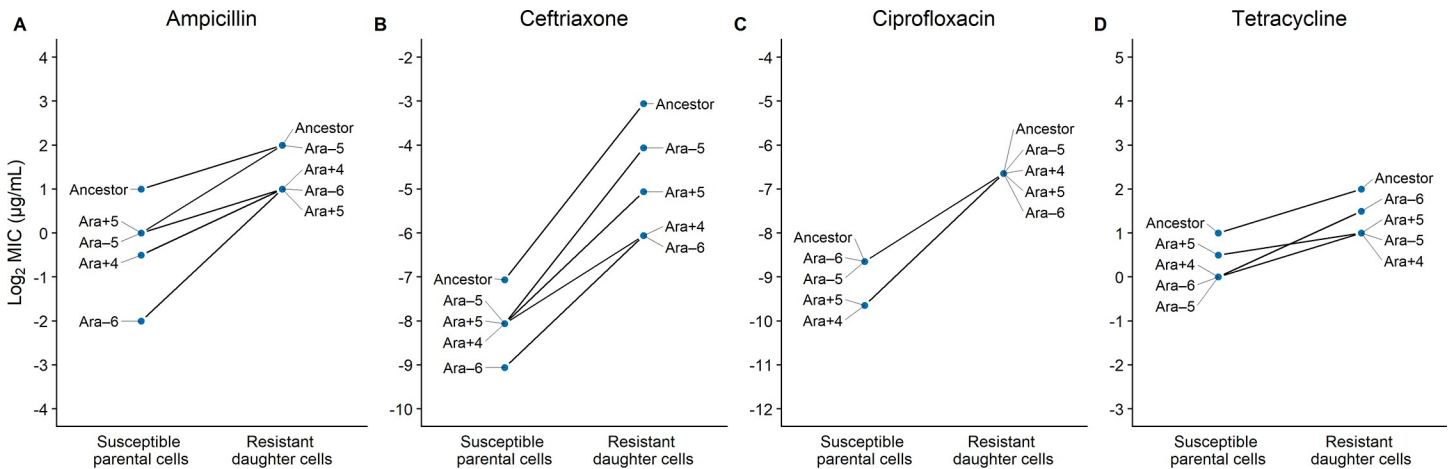 A
Ampicillin
Log2 MIC (µg/mL)
4
3
2
1
0
-1
-2
-3
-4
Ancestor
Ara+5
Ara–5
Ara+4
Ara–6
Ancestor
Ara–5
Ara+4
Ara–6
Ara+5
Susceptible
parental cells
Resistant
daughter cells
B
Ceftriaxone
-2
-3
-4
-5
-6
-7
-8
-9
-10
Ancestor
Ara–5
Ara+5
Ara+4
Ara–6
Ancestor
Ara–5
Ara+5
Ara+4
Ara–6
Susceptible
parental cells
Resistant
daughter cells
C
Ciprofloxacin
-4
-5
-6
-7
-8
-9
-10
-11
-12
Ancestor
Ara–6
Ara–5
Ara+5
Ara+4
Ancestor
Ara–5
Ara+4
Ara+5
Ara–6
Susceptible
parental cells
Resistant
daughter cells
D
Tetracycline
5
4
3
2
1
0
-1
-2
-3
Ancestor
Ara+5
Ara+4
Ara–6
Ara–5
Ancestor
Ara–6
Ara+5
Ara–5
Ara+4
Susceptible
parental cells
Resistant
daughter cells